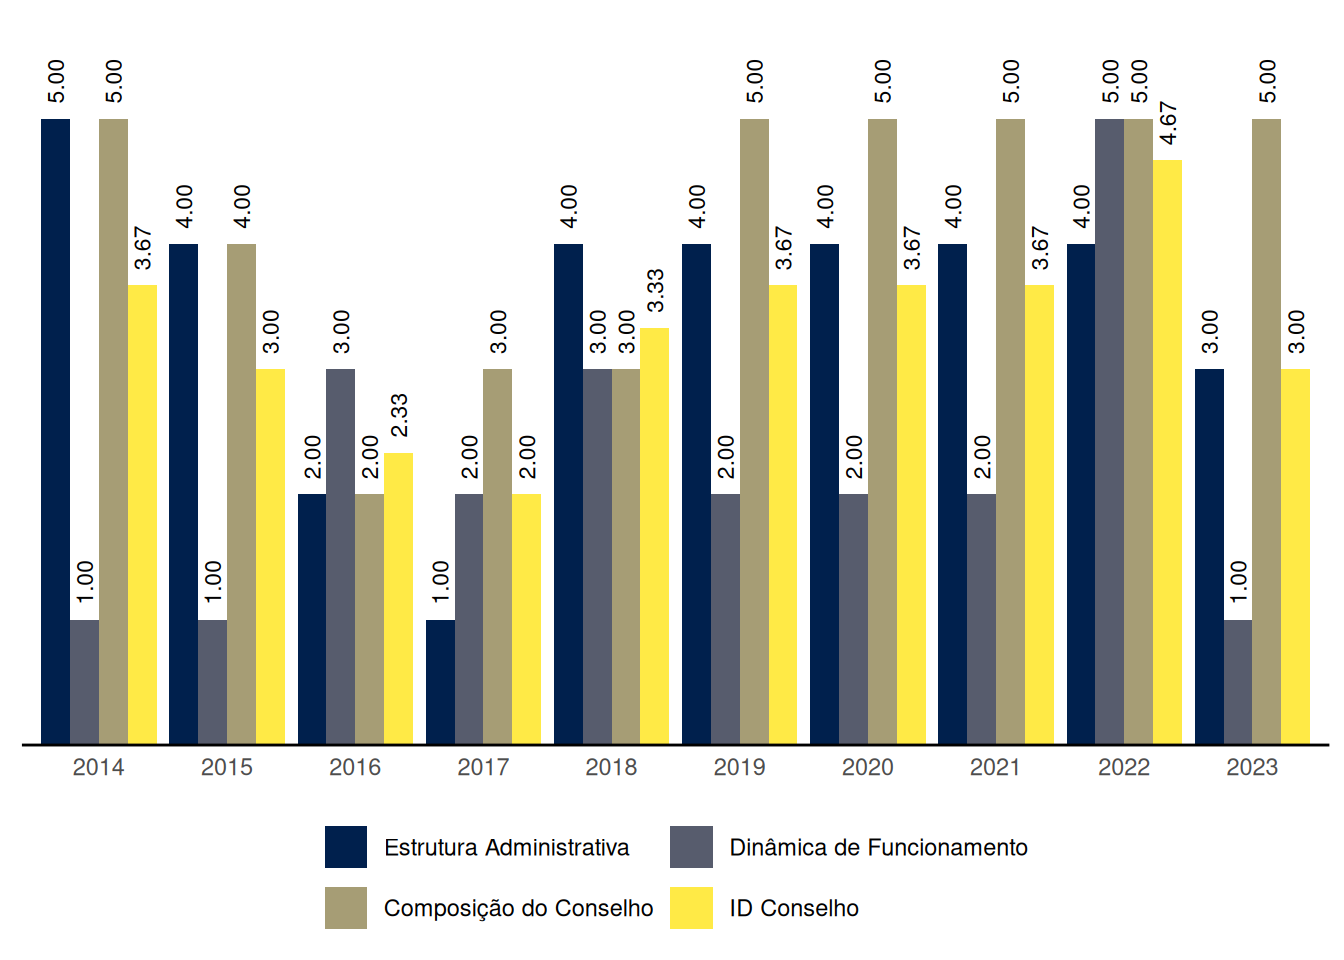 5.00 1.00 5.00 3.67 4.00 1.00 4.00 3.00 2.00 3.00 2.00 2.33 1.00 2.00 3.00 2.00 4.00 3.00 3.00 3.33 4.00 2.00 5.00 3.67 4.00 2.00 5.00 3.67 4.00 2.00 5.00 3.67 4.00 5.00 5.00 4.67 3.00 1.00 5.00 3.00
2014 2015 2016 2017 2018 2019 2020 2021 2022 2023
Estrutura Administrativa Dinâmica de Funcionamento
Composição do Conselho ID Conselho